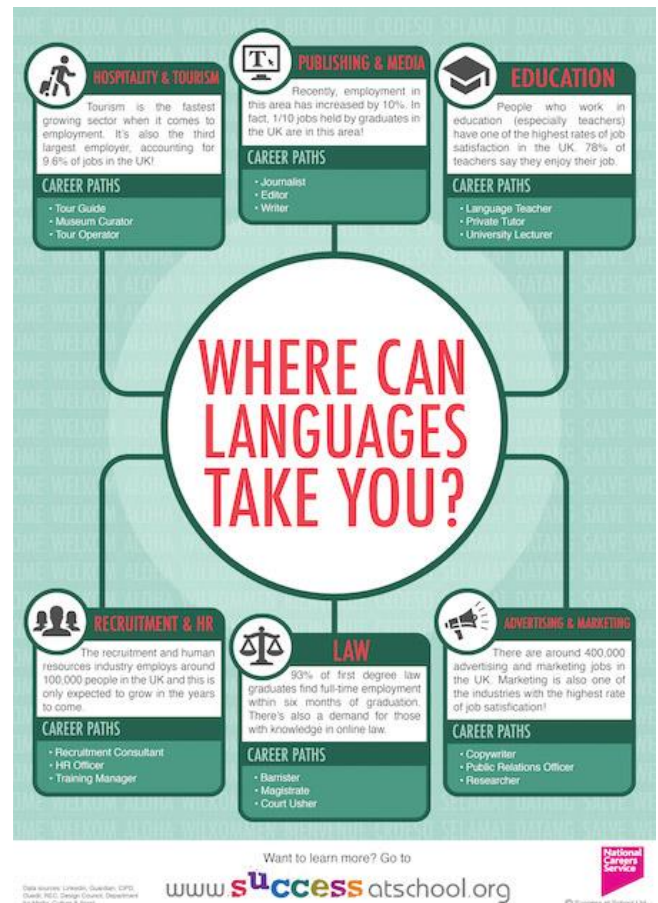 HOSPITALITY & TOURISM
Tourism is the fastest
growing sector when it comes to
employment. It's also the third
largest employer, accounting for
9.6% of jobs in the UK!
CAREER PATHS
• Tour Guide
• Museum Curator
• Tour Operator
PUBLISHING & MEDIA
Recently, employment in
this area has increased by 10%. In
fact, 1/10 jobs held by graduates in
the UK are in this area!
CAREER PATHS
• Journalist
• Editor
• Writer
EDUCATION
People who work in
education (especially teachers)
have one of the highest rates of job
satisfaction in the UK. 78% of
teachers say they enjoy their job.
CAREER PATHS
• Language Teacher
• Private Tutor
• University Lecturer
WHERE CAN
LANGUAGES
TAKE YOU?
RECRUITMENT & HR
The recruitment and human
resources industry employs around
100,000 people in the UK and this is
only expected to grow in the years
to come.
CAREER PATHS
• Recruitment Consultant
• HR Officer
• Training Manager
LAW
93% of first degree law
graduates find full-time employment
within six months of graduation.
There's also a demand for those
with knowledge in online law.
CAREER PATHS
• Barrister
• Magistrate
• Court Usher
ADVERTISING & MARKETING
There are around 400,000
advertising and marketing jobs in
the UK. Marketing is also one of
the industries with the highest rate
of job satisfication!
CAREER PATHS
• Copywriter
• Public Relations Officer
• Researcher
Want to learn more? Go to
www.successatschool.org
National
Careers
Service
Data sources: LinkedIn, Guardian, CIPD,
REC, Design Council, Department